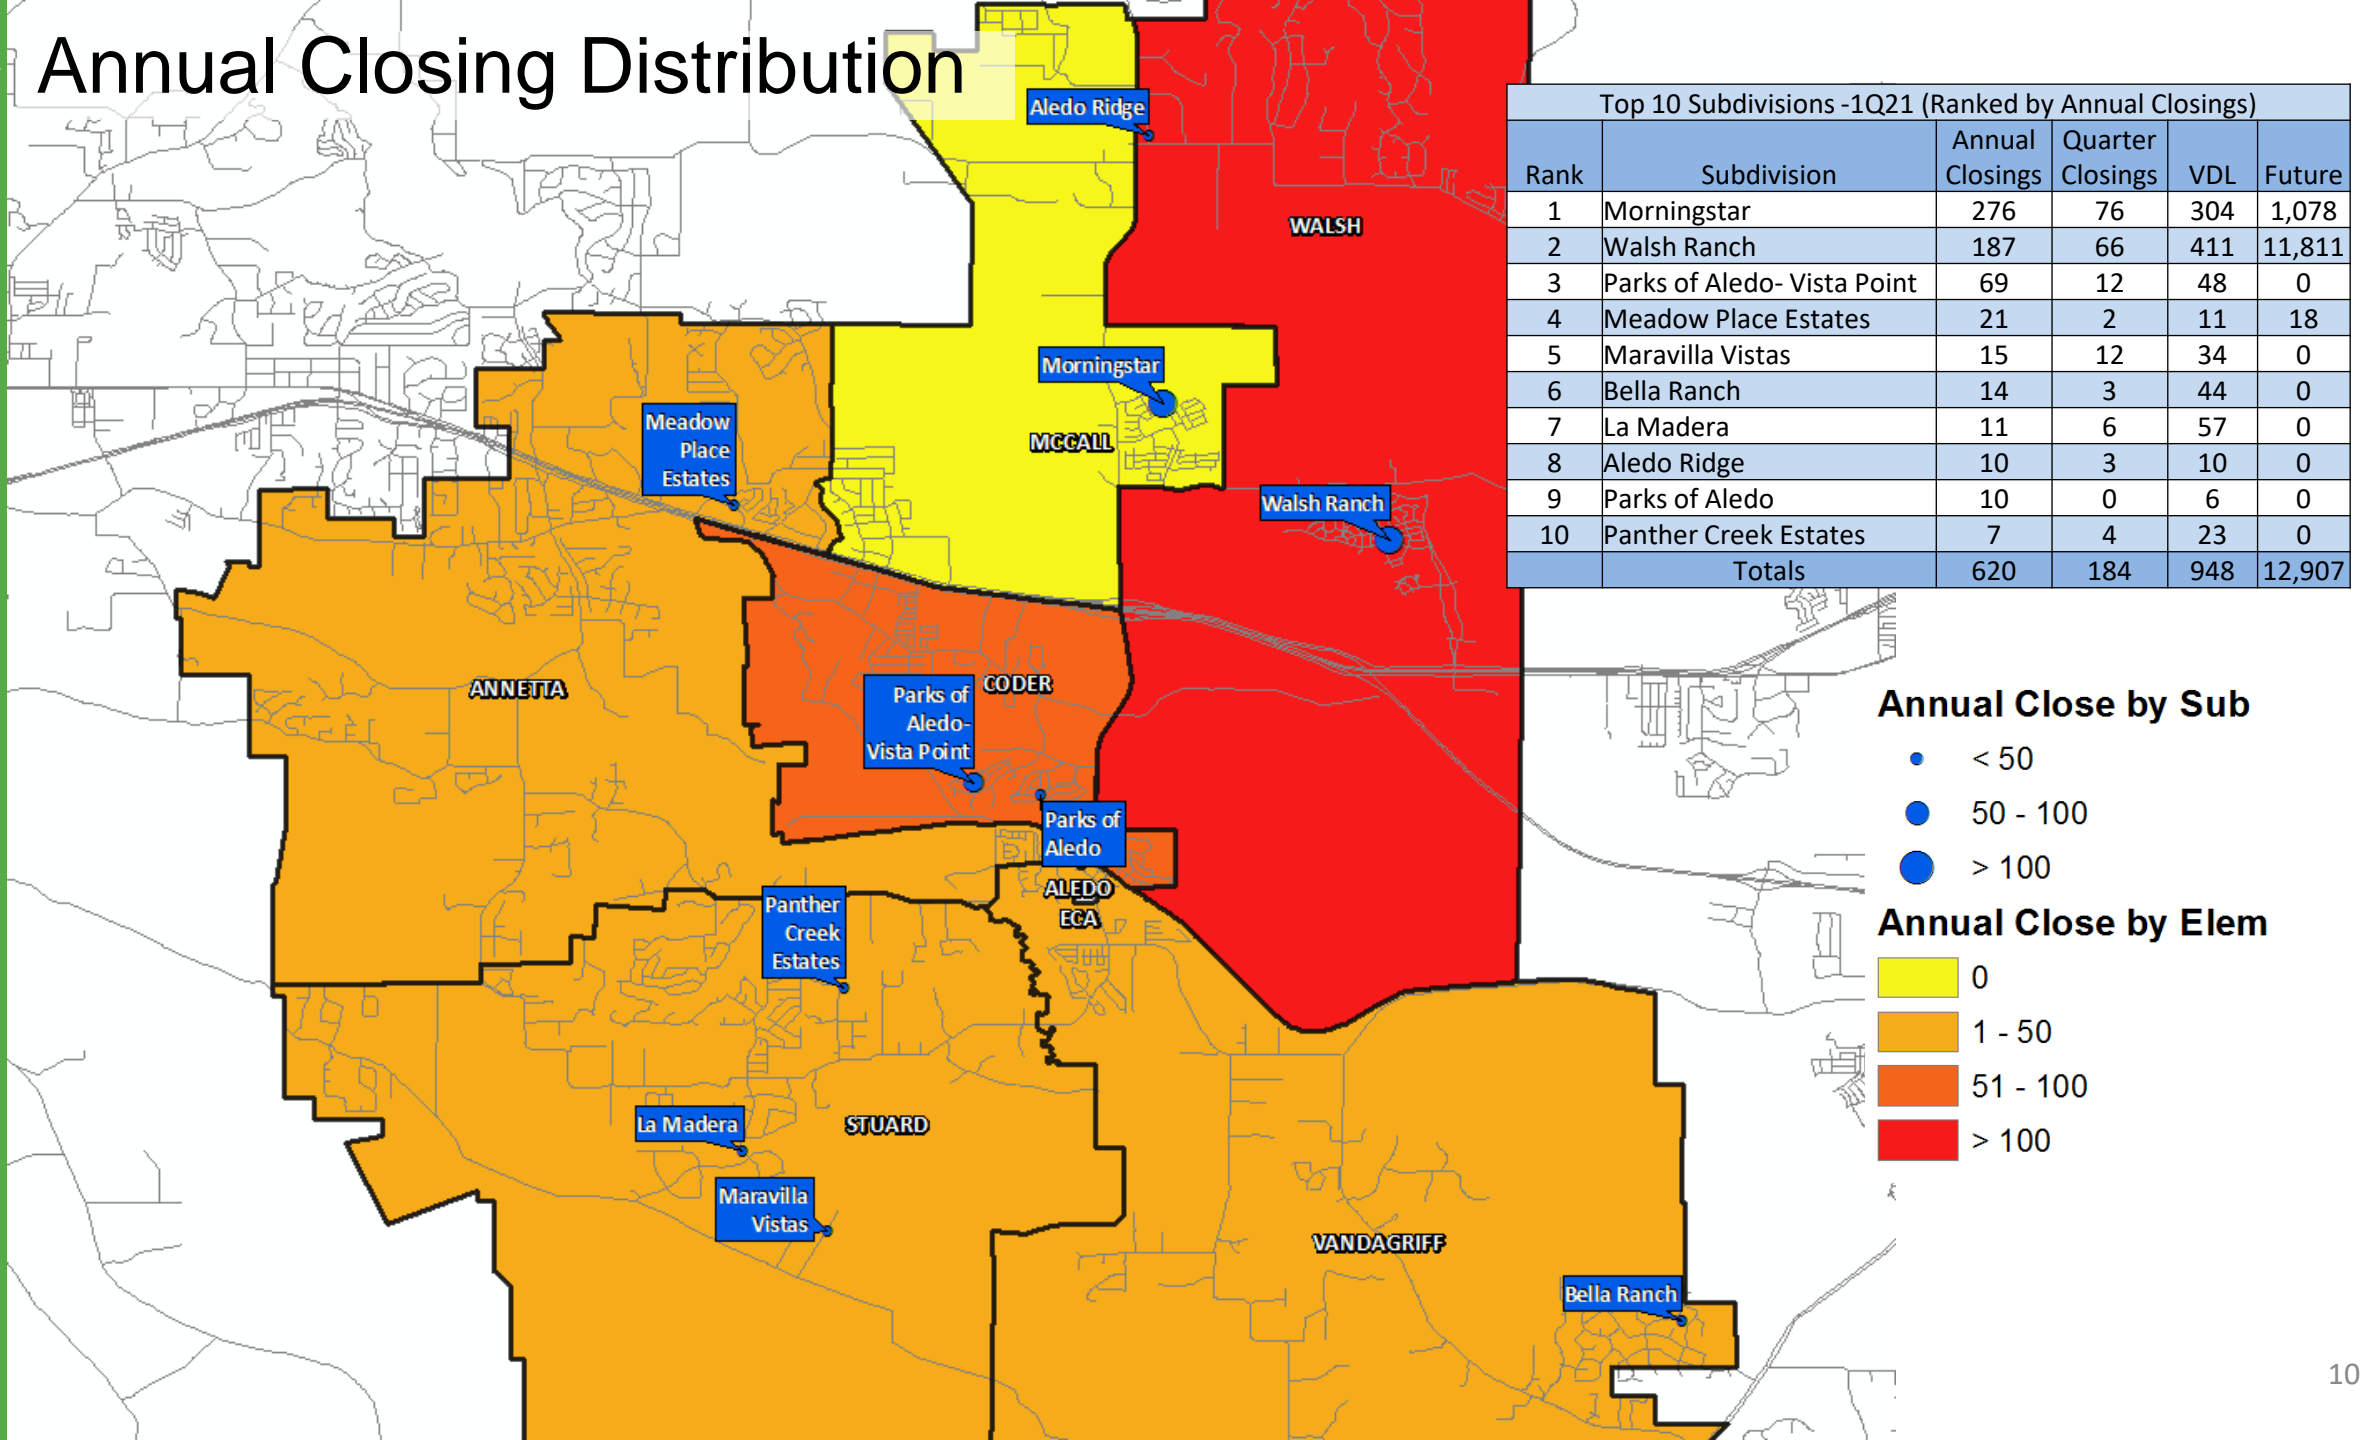 Annual Closing Distribution
Top 10 Subdivisions -1Q21 (Ranked by Annual Closings)
Rank Subdivision Annual Closings Quarter Closings VDL Future
1 Morningstar 276 76 304 1,078
2 Walsh Ranch 187 66 411 11,811
3 Parks of Aledo- Vista Point 69 12 48 0
4 Meadow Place Estates 21 2 11 18
5 Maravilla Vistas 15 12 34 0
6 Bella Ranch 14 3 44 0
7 La Madera 11 6 57 0
8 Aledo Ridge 10 3 10 0
9 Parks of Aledo 10 0 6 0
10 Panther Creek Estates 7 4 23 0
Totals 620 184 948 12,907
Aledo Ridge
WALSH
Morningstar
Meadow
Place
Estates
MCCALL
Walsh Ranch
ANNETTA
CODER
Parks of
Aledo-
Vista Point
Parks of
Aledo
ALEDO
ECA
Panther
Creek
Estates
La Madera
STUARD
Maravilla
Vistas
VANDAGRIFF
Bella Ranch
Annual Close by Sub
< 50
50 - 100
> 100
Annual Close by Elem
0
1 - 50
51 - 100
> 100
10